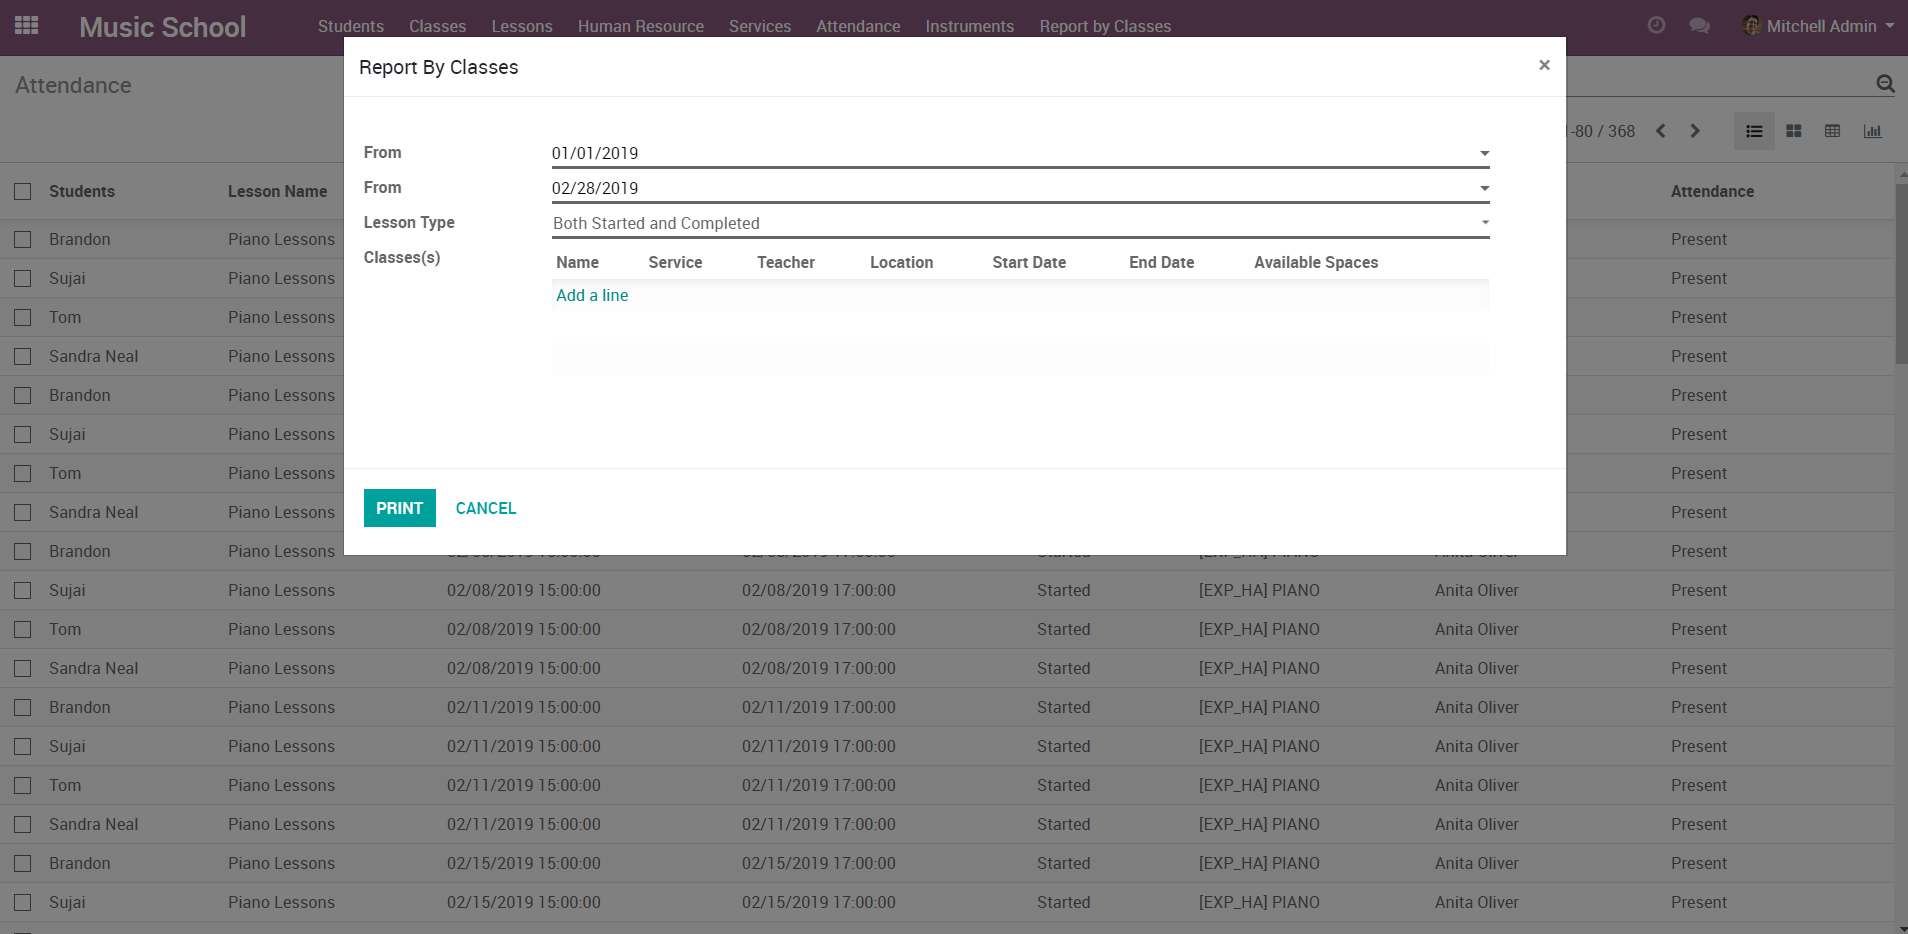 Music School Students Classes Lessons Human Resource Services Attendance Instruments Report by Classes Mitchell Admin
Report By Classes ×
Attendance
From 01/01/2019
1-80 / 368
From 02/28/2019
Students Lesson Name Attendance
Lesson Type Both Started and Completed
Brandon Piano Lessons Present
Classes(s) Name Service Teacher Location Start Date End Date Available Spaces
Sujai Piano Lessons Present
Add a line
Tom Piano Lessons Present
Sandra Neal Piano Lessons Present
Brandon Piano Lessons Present
Sujai Piano Lessons Present
Tom Piano Lessons Present
Sandra Neal Piano Lessons Present
PRINT CANCEL
Brandon Piano Lessons Present
Sujai Piano Lessons 02/08/2019 15:00:00 02/08/2019 17:00:00 Started [EXP_HA] PIANO Anita Oliver Present
Tom Piano Lessons 02/08/2019 15:00:00 02/08/2019 17:00:00 Started [EXP_HA] PIANO Anita Oliver Present
Sandra Neal Piano Lessons 02/08/2019 15:00:00 02/08/2019 17:00:00 Started [EXP_HA] PIANO Anita Oliver Present
Brandon Piano Lessons 02/11/2019 15:00:00 02/11/2019 17:00:00 Started [EXP_HA] PIANO Anita Oliver Present
Sujai Piano Lessons 02/11/2019 15:00:00 02/11/2019 17:00:00 Started [EXP_HA] PIANO Anita Oliver Present
Tom Piano Lessons 02/11/2019 15:00:00 02/11/2019 17:00:00 Started [EXP_HA] PIANO Anita Oliver Present
Sandra Neal Piano Lessons 02/11/2019 15:00:00 02/11/2019 17:00:00 Started [EXP_HA] PIANO Anita Oliver Present
Brandon Piano Lessons 02/15/2019 15:00:00 02/15/2019 17:00:00 Started [EXP_HA] PIANO Anita Oliver Present
Sujai Piano Lessons 02/15/2019 15:00:00 02/15/2019 17:00:00 Started [EXP_HA] PIANO Anita Oliver Present